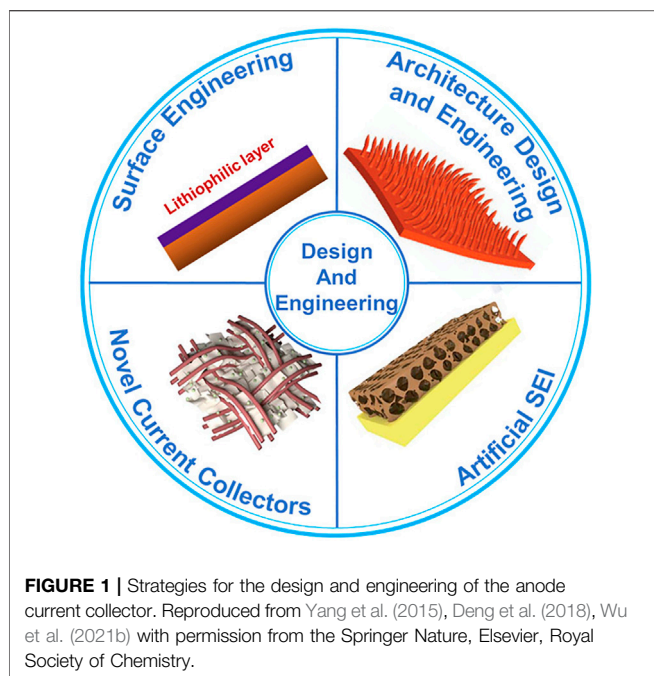 Surface Engineering
Architecture Design
and Engineering
Lithiophilic layer
Design
And
Engineering
Novel Current Collectors
Artificial SEI
FIGURE 1 | Strategies for the design and engineering of the anode
current collector. Reproduced from Yang et al. (2015), Deng et al. (2018), Wu
et al. (2021b) with permission from the Springer Nature, Elsevier, Royal
Society of Chemistry.